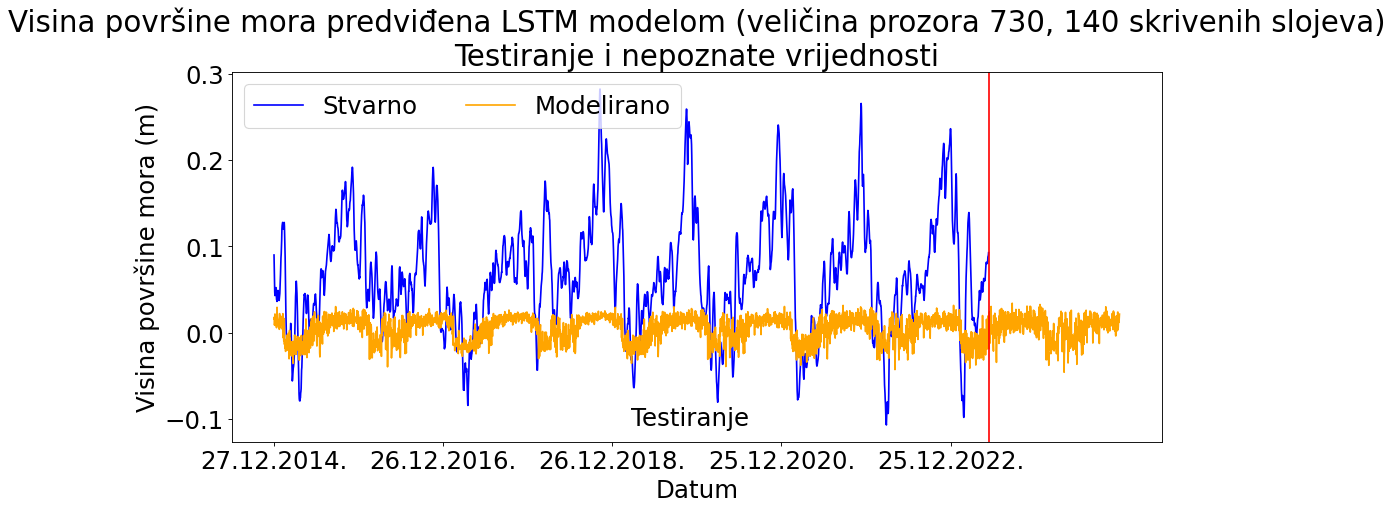 Visina površine mora predviđena LSTM modelom (veličina prozora 730, 140 skrivenih slojeva)
Testiranje i nepoznate vrijednosti
Stvarno Modelirano
Visina površine mora (m)
0.3
0.2
0.1
0.0
−0.1
Testiranje
27.12.2014. 26.12.2016. 26.12.2018. 25.12.2020. 25.12.2022.
Datum